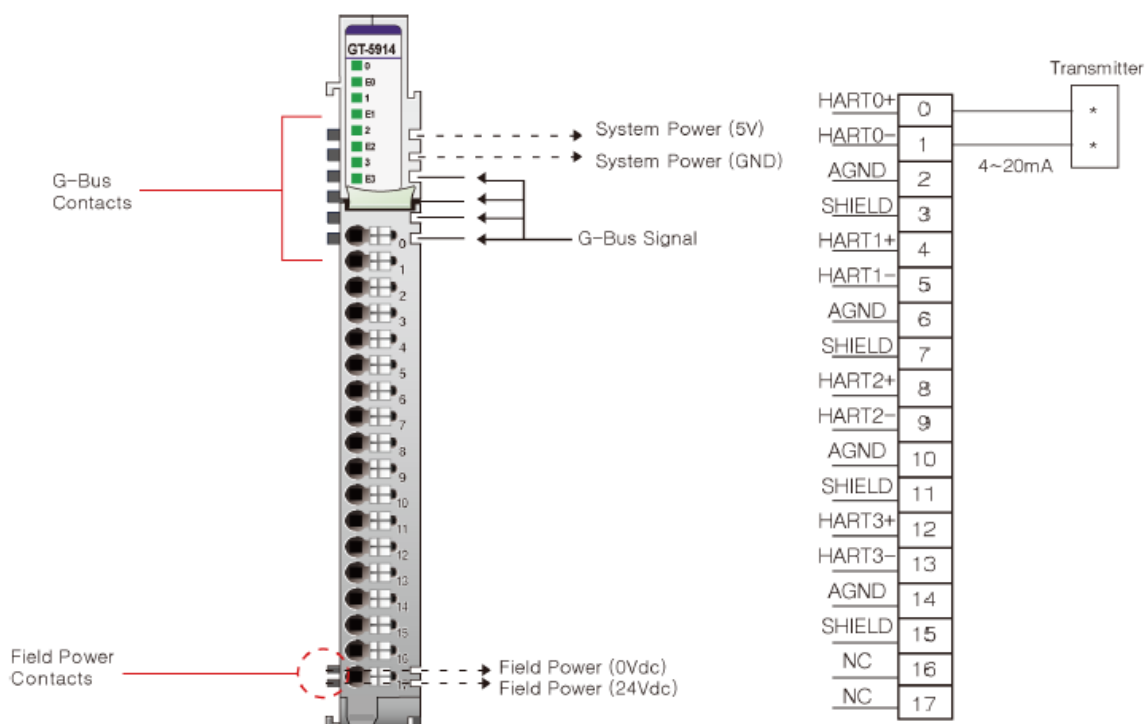 GT-5914
0
E0
1
E1
2
E2
3
E3
G-Bus
Contacts
System Power (5V)
System Power (GND)
G-Bus Signal
0
1
2
3
4
5
6
7
8
9
10
11
12
13
14
15
16
Field Power
Contacts
Field Power (0Vdc)
Field Power (24Vdc)
Transmitter
HART0+ 0 *
HART0- 1 *
4~20mA
AGND 2
SHIELD 3
HART1+ 4
HART1- 5
AGND 6
SHIELD 7
HART2+ 8
HART2- 9
AGND 10
SHIELD 11
HART3+ 12
HART3- 13
AGND 14
SHIELD 15
NC 16
NC 17